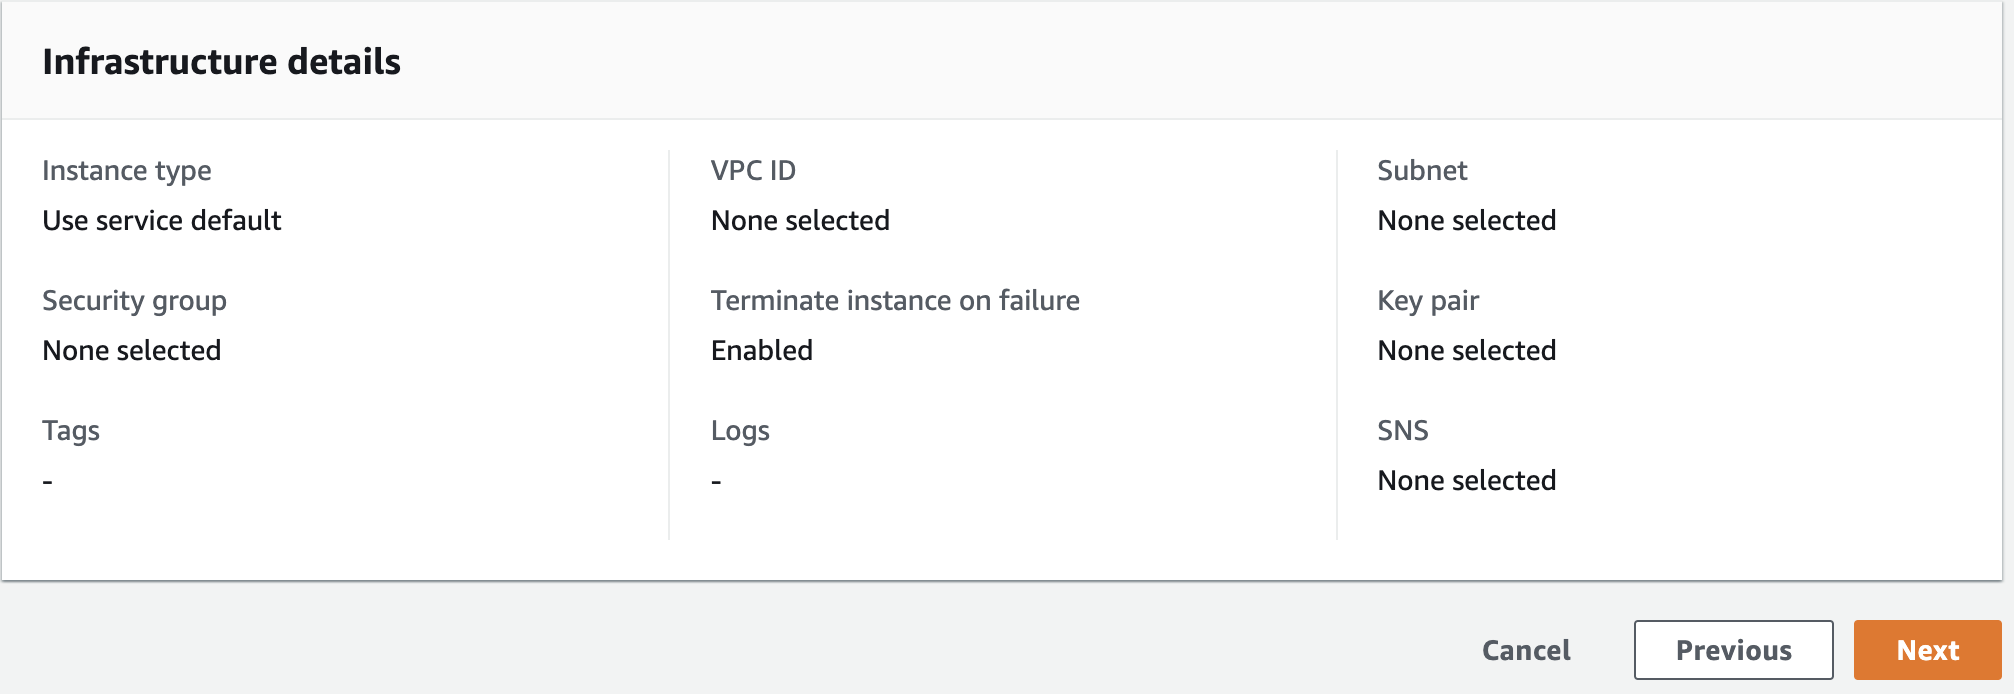 Infrastructure details
Instance type
Use service default
VPC ID
None selected
Subnet
None selected
Security group
None selected
Terminate instance on failure
Enabled
Key pair
None selected
Tags
-
Logs
-
SNS
None selected
Cancel
Previous
Next